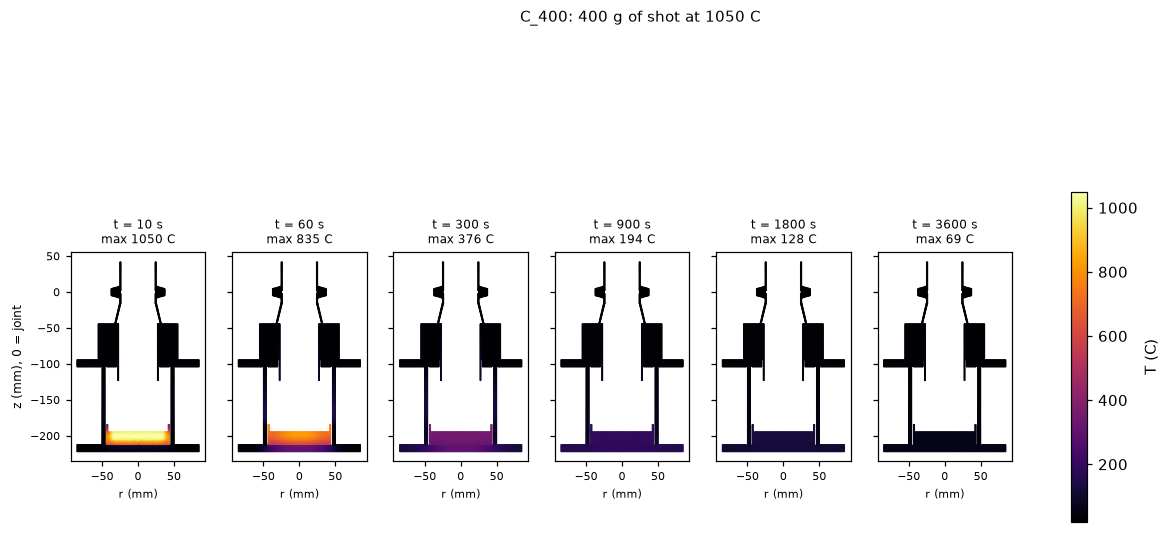 C_400: 400 g of shot at 1050 C
t = 10 s
max 1050 C
t = 60 s
max 835 C
t = 300 s
max 376 C
t = 900 s
max 194 C
t = 1800 s
max 128 C
t = 3600 s
max 69 C
z (mm), 0 = joint
50
0
−50
−100
−150
−200
−50 0 50
r (mm)
−50 0 50
r (mm)
−50 0 50
r (mm)
−50 0 50
r (mm)
−50 0 50
r (mm)
−50 0 50
r (mm)
1000
800
600
400
200
T (C)